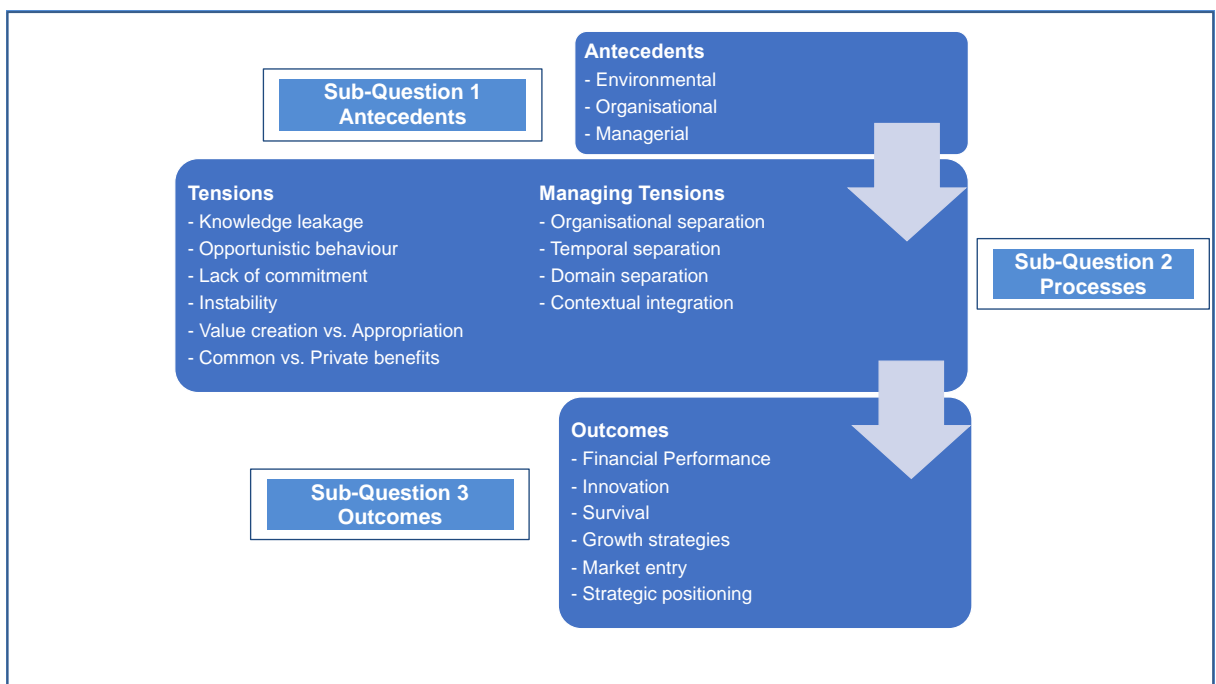 Sub-Question 1
Antecedents
Antecedents
- Environmental
- Organisational
- Managerial
Tensions
- Knowledge leakage
- Opportunistic behaviour
- Lack of commitment
- Instability
- Value creation vs. Appropriation
- Common vs. Private benefits
Managing Tensions
- Organisational separation
- Temporal separation
- Domain separation
- Contextual integration
Sub-Question 2
Processes
Sub-Question 3
Outcomes
Outcomes
- Financial Performance
- Innovation
- Survival
- Growth strategies
- Market entry
- Strategic positioning